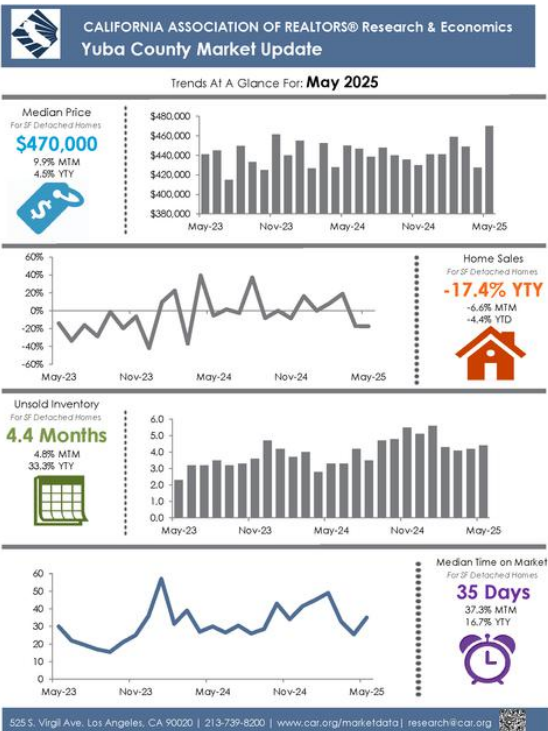 CALIFORNIA ASSOCIATION OF REALTORS® Research & Economics
Yuba County Market Update
Trends At A Glance For: May 2025
Median Price
For SF Detached Homes
$470,000
9.9% MTM
4.5% YTY
$
$480,000
$460,000
$440,000
$420,000
$400,000
$380,000
May-23 Nov-23 May-24 Nov-24 May-25
60%
40%
20%
0%
-20%
-40%
-60%
May-23 Nov-23 May-24 Nov-24 May-25
Home Sales
For SF Detached Homes
-17.4% YTY
-6.6% MTM
-4.4% YTD
Unsold Inventory
For SF Detached Homes
4.4 Months
4.8% MTM
33.3% YTY
6.0
5.0
4.0
3.0
2.0
1.0
0.0
May-23 Nov-23 May-24 Nov-24 May-25
60
50
40
30
20
10
0
May-23 Nov-23 May-24 Nov-24 May-25
Median Time on Market
For SF Detached Homes
35 Days
37.3% MTM
16.7% YTY
525 S. Virgil Ave. Los Angeles, CA 90020 | 213-739-8200 | www.car.org/marketdata| research@car.org